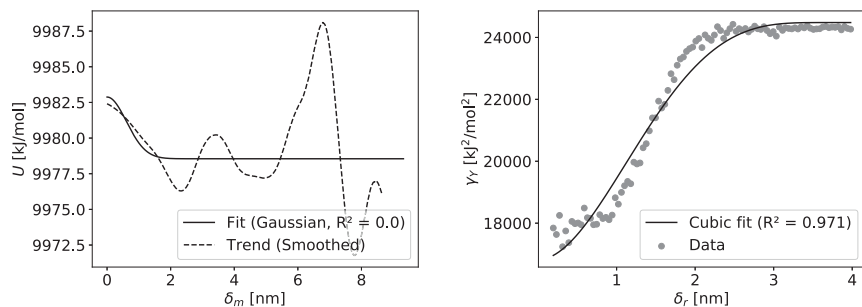 9987.5
9985.0
9982.5
9980.0
9977.5
9975.0
9972.5
U [kJ/mol]
Fit (Gaussian, R² = 0.0)
Trend (Smoothed)
0 2 4 6 8
δm [nm]
24000
22000
20000
18000
γY [kJ²/mol²]
Cubic fit (R² = 0.971)
Data
1 2 3 4
δr [nm]